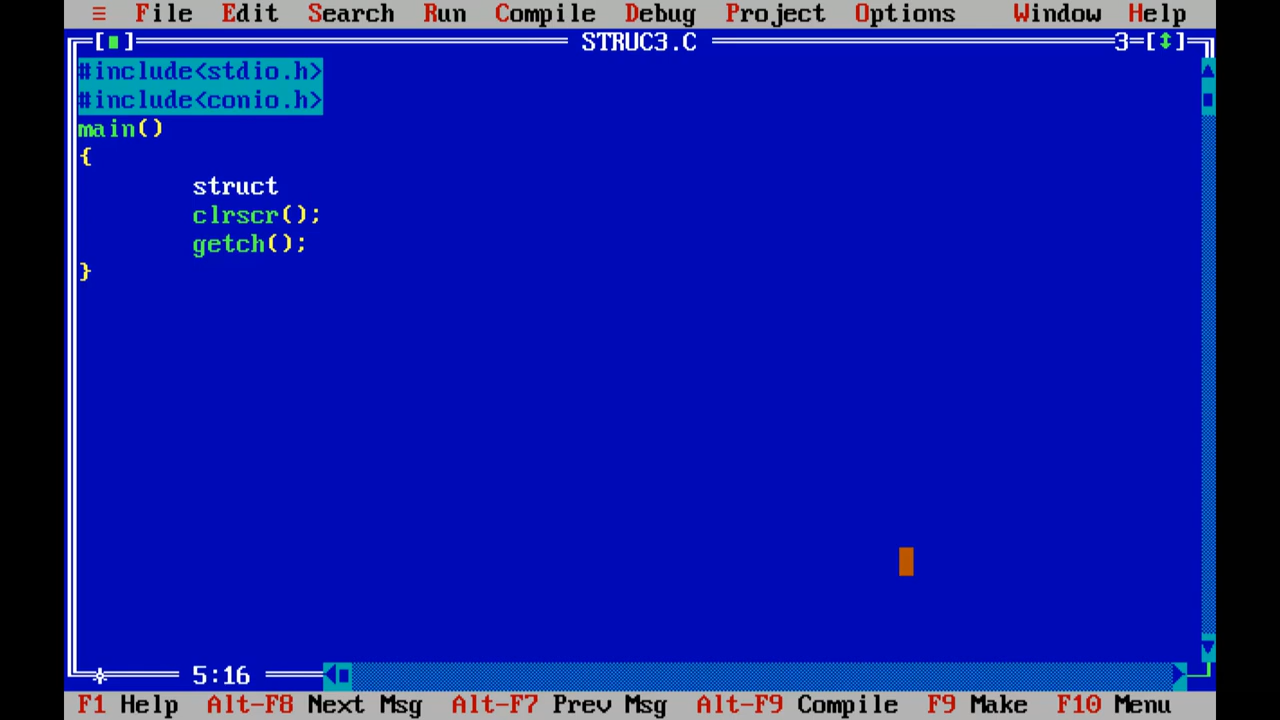 ≡ File Edit Search Run Compile Debug Project Options Window Help
[■] STRUC3.C 3=[↕]
#include<stdio.h>
#include<conio.h>
main()
{
struct
clrscr();
getch();
}
5:16
F1 Help Alt-F8 Next Msg Alt-F7 Prev Msg Alt-F9 Compile F9 Make F10 Menu